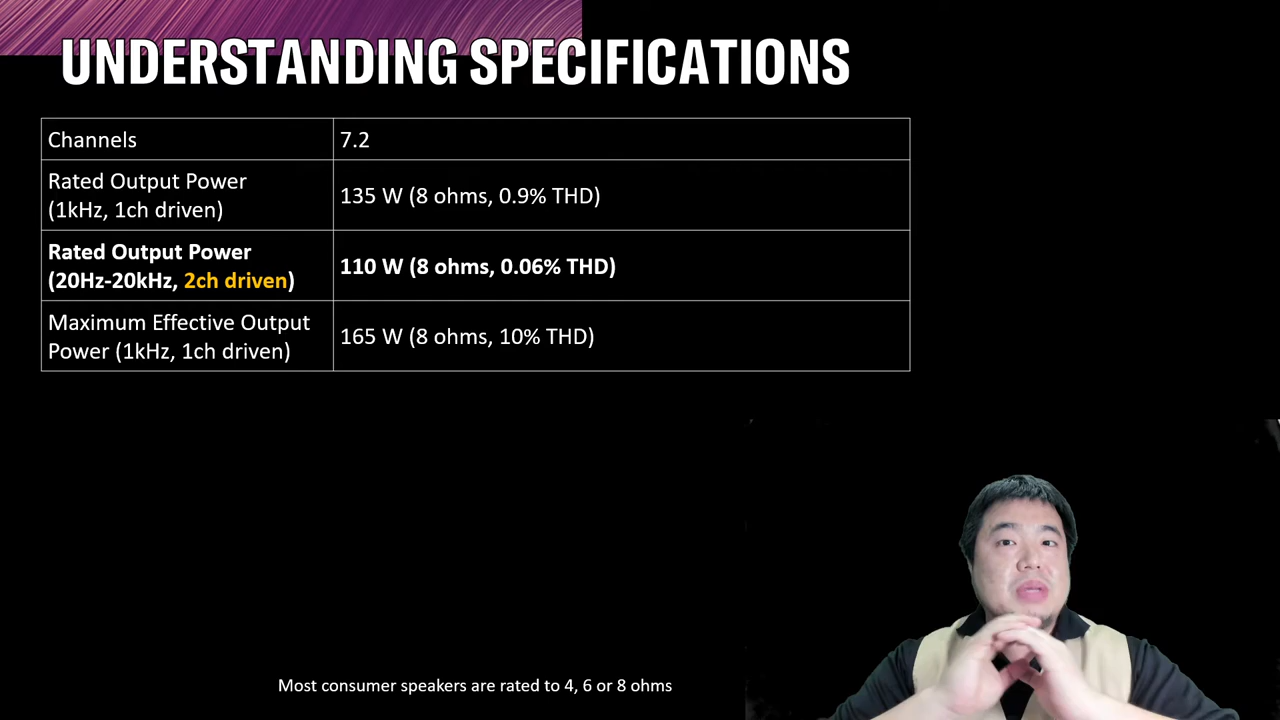 UNDERSTANDING SPECIFICATIONS
Channels
7.2
Rated Output Power
(1kHz, 1ch driven)
135 W (8 ohms, 0.9% THD)
Rated Output Power
(20Hz-20kHz, 2ch driven)
110 W (8 ohms, 0.06% THD)
Maximum Effective Output
Power (1kHz, 1ch driven)
165 W (8 ohms, 10% THD)
Most consumer speakers are rated to 4, 6 or 8 ohms